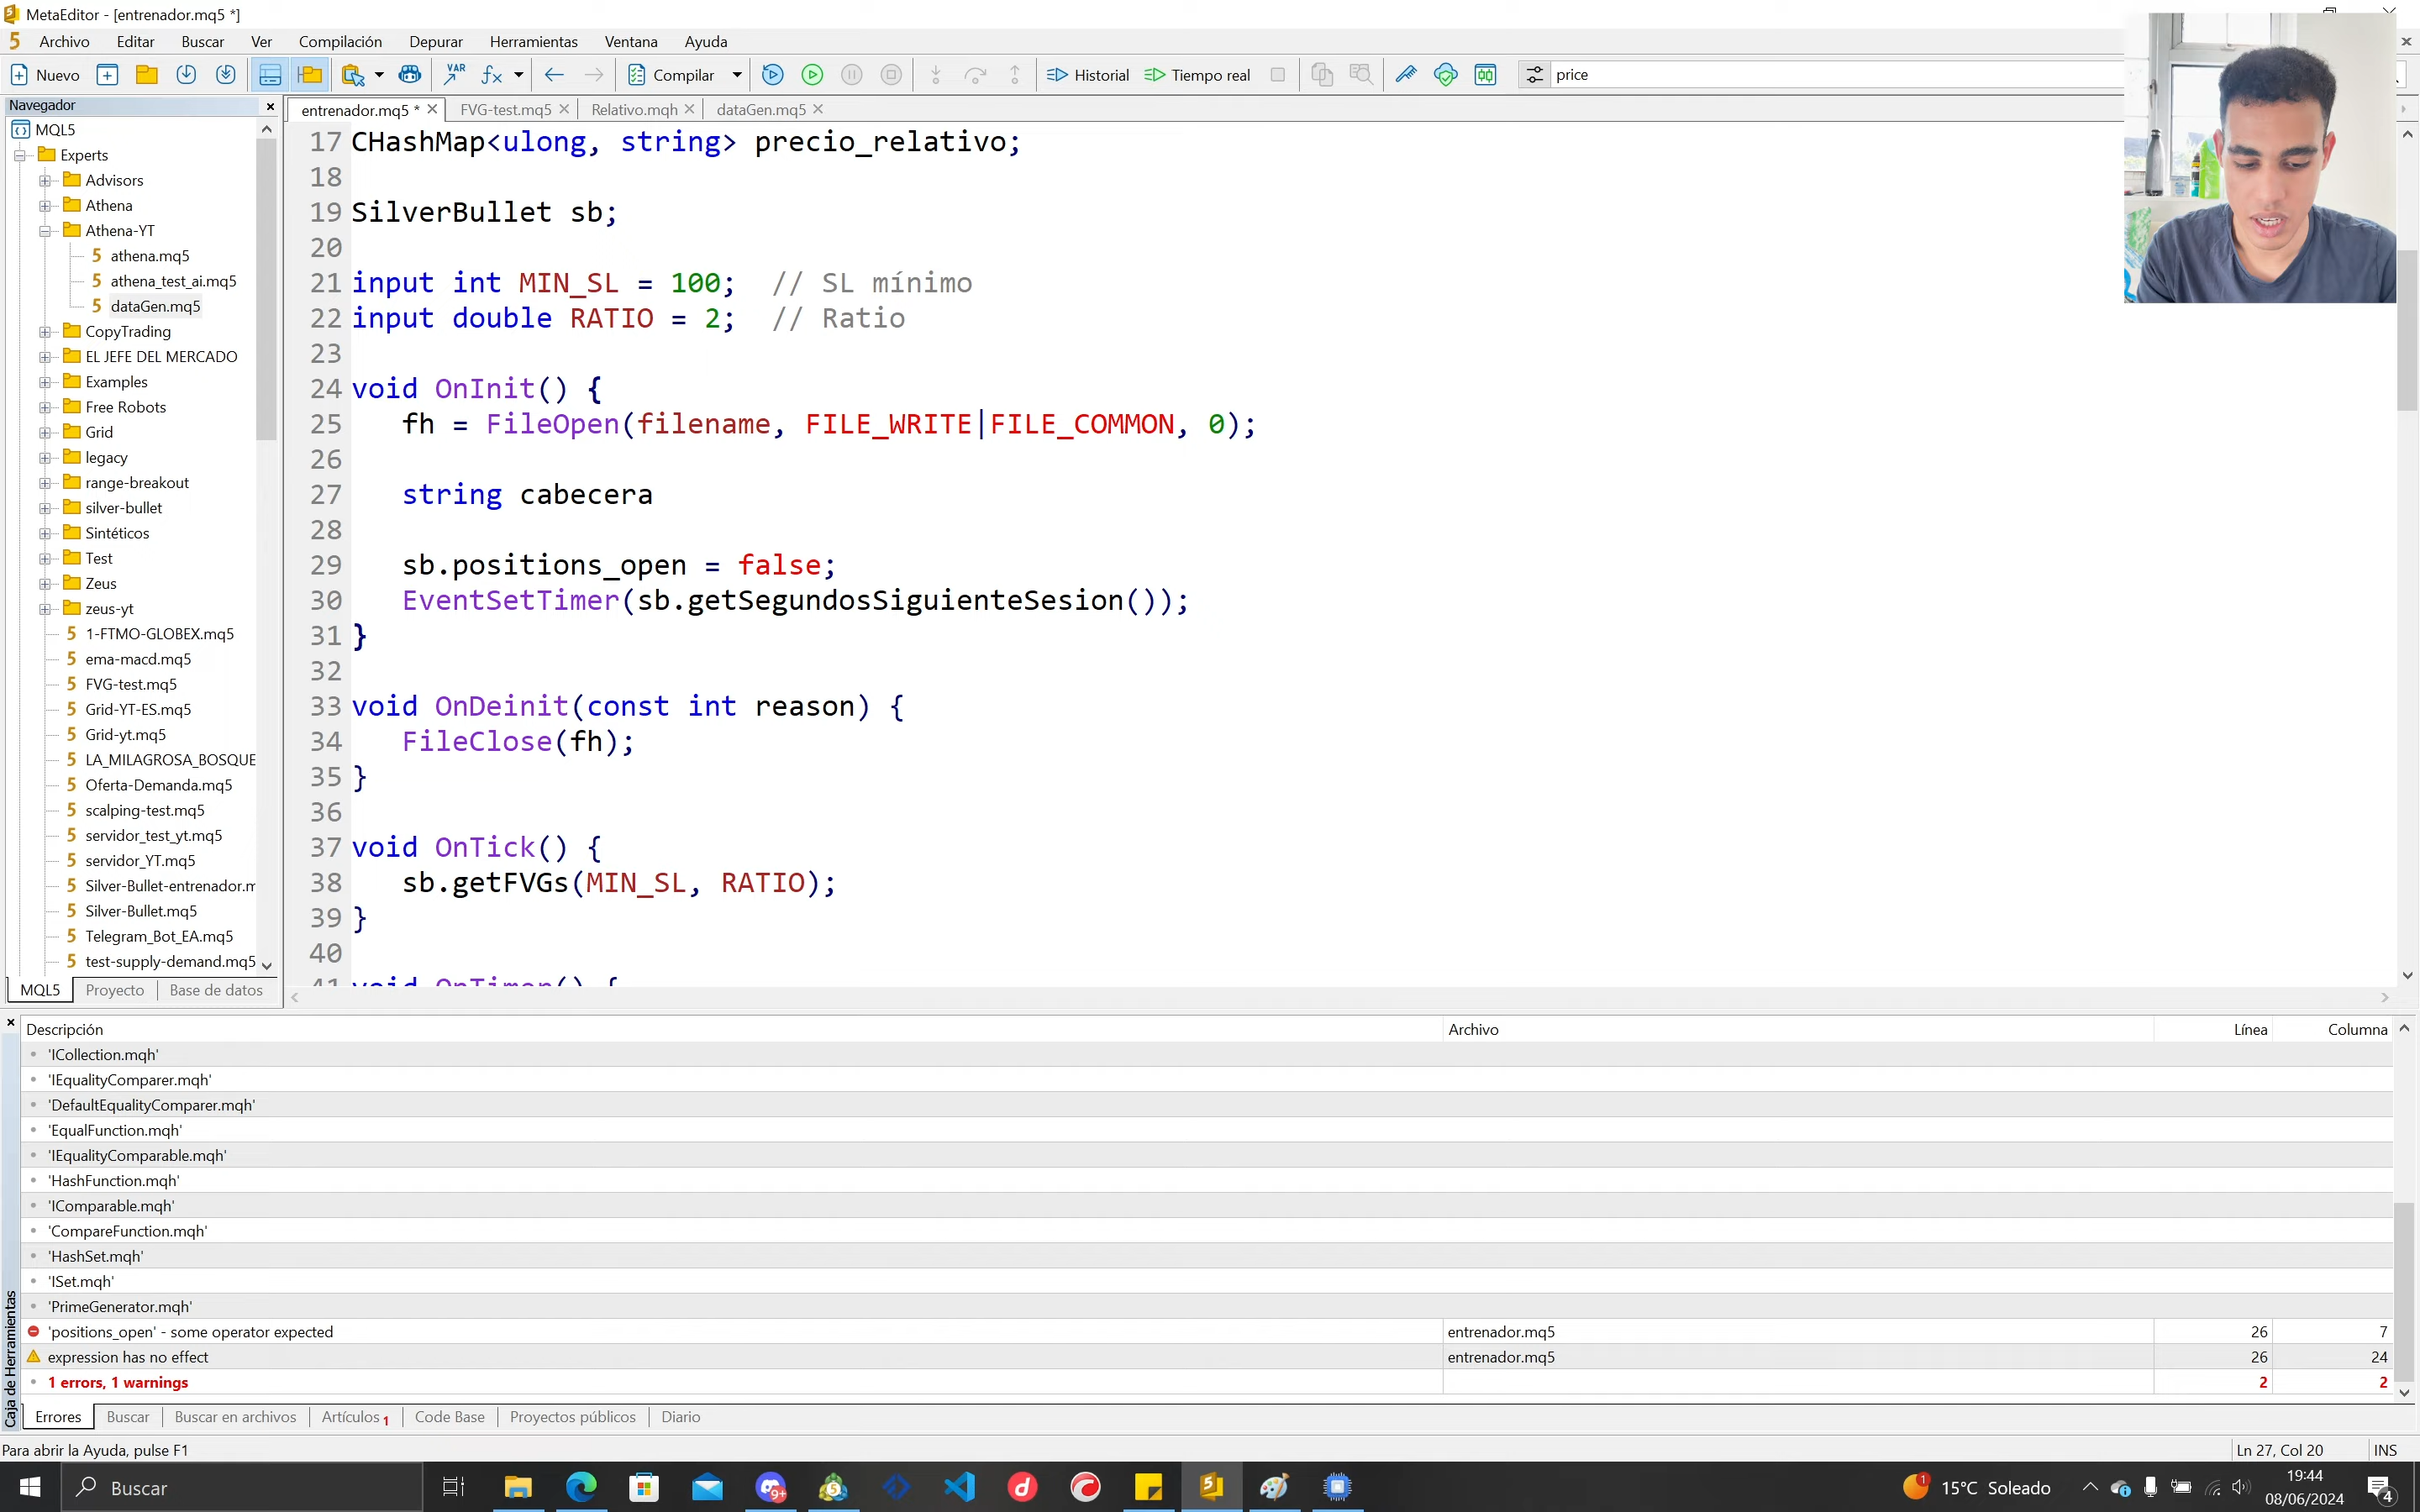 MetaEditor - [entrenador.mq5 *]
Archivo Editar Buscar Ver Compilación Depurar Herramientas Ventana Ayuda
Nuevo VAR fx Compilar Historial Tiempo real price
Navegador
MQL5
Experts
Advisors
Athena
Athena-YT
athena.mq5
athena_test_ai.mq5
dataGen.mq5
CopyTrading
EL JEFE DEL MERCADO
Examples
Free Robots
Grid
legacy
range-breakout
silver-bullet
Sintéticos
Test
Zeus
zeus-yt
1-FTMO-GLOBEX.mq5
ema-macd.mq5
FVG-test.mq5
Grid-YT-ES.mq5
Grid-yt.mq5
LA_MILAGROSA_BOSQUE
Oferta-Demanda.mq5
scalping-test.mq5
servidor_test_yt.mq5
servidor_YT.mq5
Silver-Bullet-entrenador.m
Silver-Bullet.mq5
Telegram_Bot_EA.mq5
test-supply-demand.mq5
MQL5 Proyecto Base de datos
entrenador.mq5 * FVG-test.mq5 Relativo.mqh dataGen.mq5
17 CHashMap<ulong, string> precio_relativo;
18
19 SilverBullet sb;
20
21 input int MIN_SL = 100; // SL mínimo
22 input double RATIO = 2; // Ratio
23
24 void OnInit() {
25 fh = FileOpen(filename, FILE_WRITE|FILE_COMMON, 0);
26
27 string cabecera
28
29 sb.positions_open = false;
30 EventSetTimer(sb.getSegundosSiguienteSesion());
31 }
32
33 void OnDeinit(const int reason) {
34 FileClose(fh);
35 }
36
37 void OnTick() {
38 sb.getFVGs(MIN_SL, RATIO);
39 }
40
41 void OnTimer() {
Caja de Herramientas
Descripción Archivo Línea Columna
'ICollection.mqh'
'IEqualityComparer.mqh'
'DefaultEqualityComparer.mqh'
'EqualFunction.mqh'
'IEqualityComparable.mqh'
'HashFunction.mqh'
'IComparable.mqh'
'CompareFunction.mqh'
'HashSet.mqh'
'ISet.mqh'
'PrimeGenerator.mqh'
'positions_open' - some operator expected entrenador.mq5 26 7
expression has no effect entrenador.mq5 26 24
1 errors, 1 warnings 2 2
Errores Buscar Buscar en archivos Artículos 1 Code Base Proyectos públicos Diario
Para abrir la Ayuda, pulse F1 Ln 27, Col 20 INS
Buscar 9+ 1 15°C Soleado 19:44
08/06/2024 4